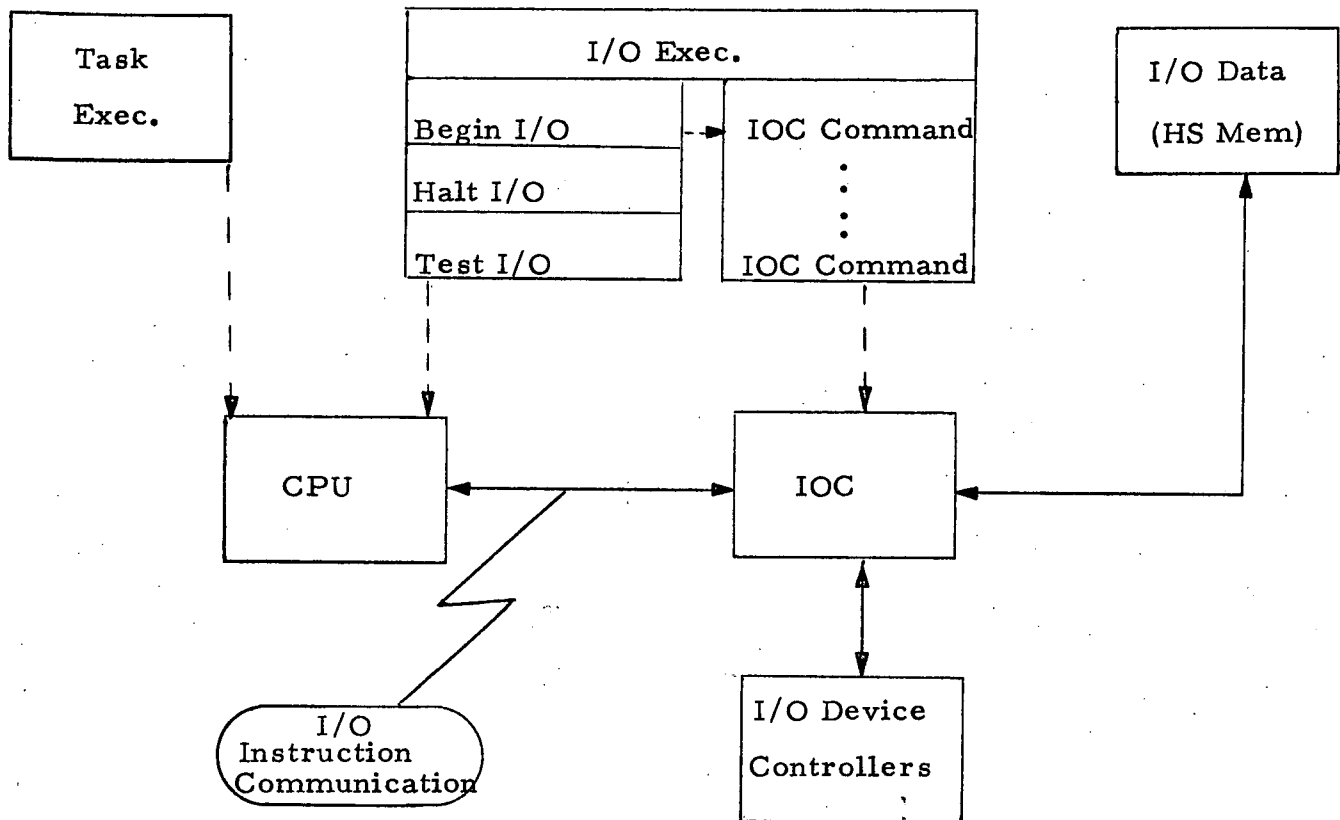 Task
Exec.
I/O Exec.
Begin I/O
Halt I/O
Test I/O
IOC Command
IOC Command
I/O Data
(HS Mem)
CPU
IOC
I/O
Instruction
Communication
I/O Device
Controllers